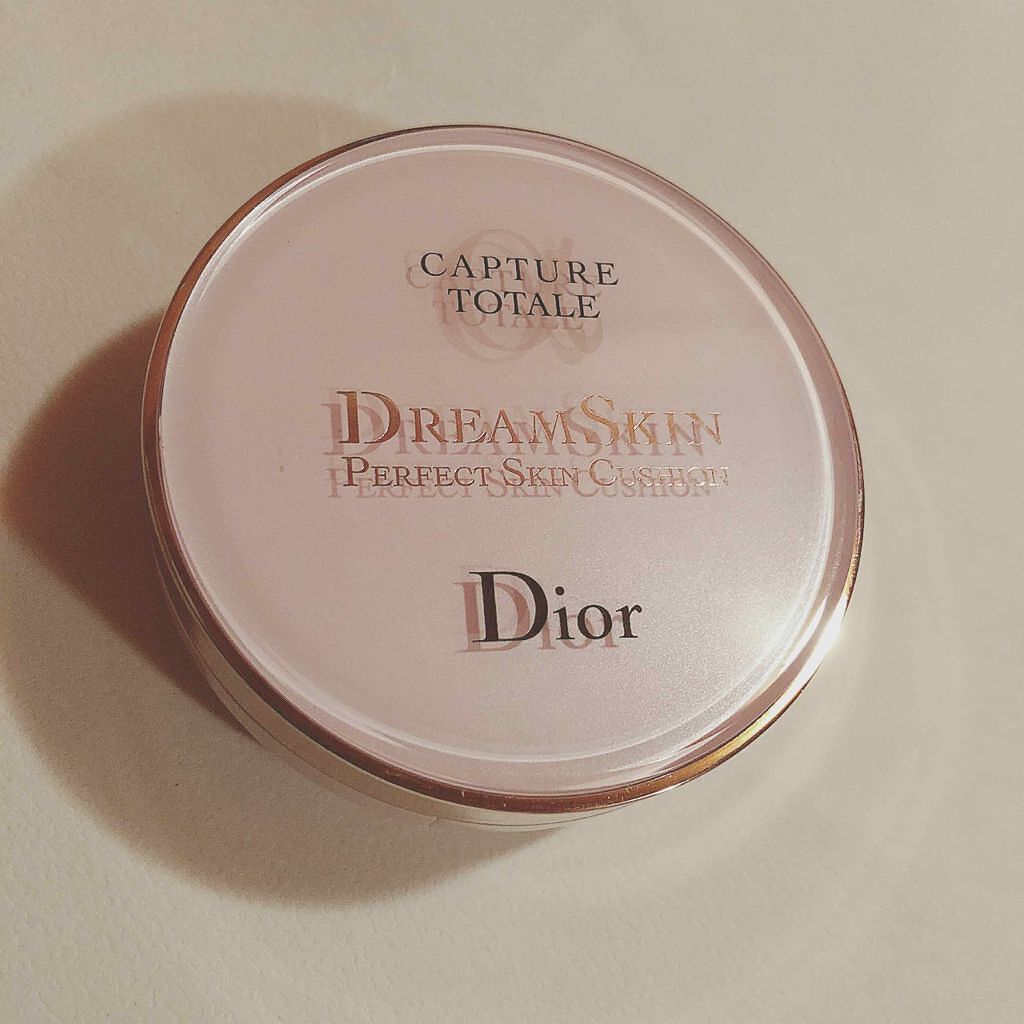 CAPTURE
TOTALE
DREAMSKIN
PERFECT SKIN CUSHION
Dior